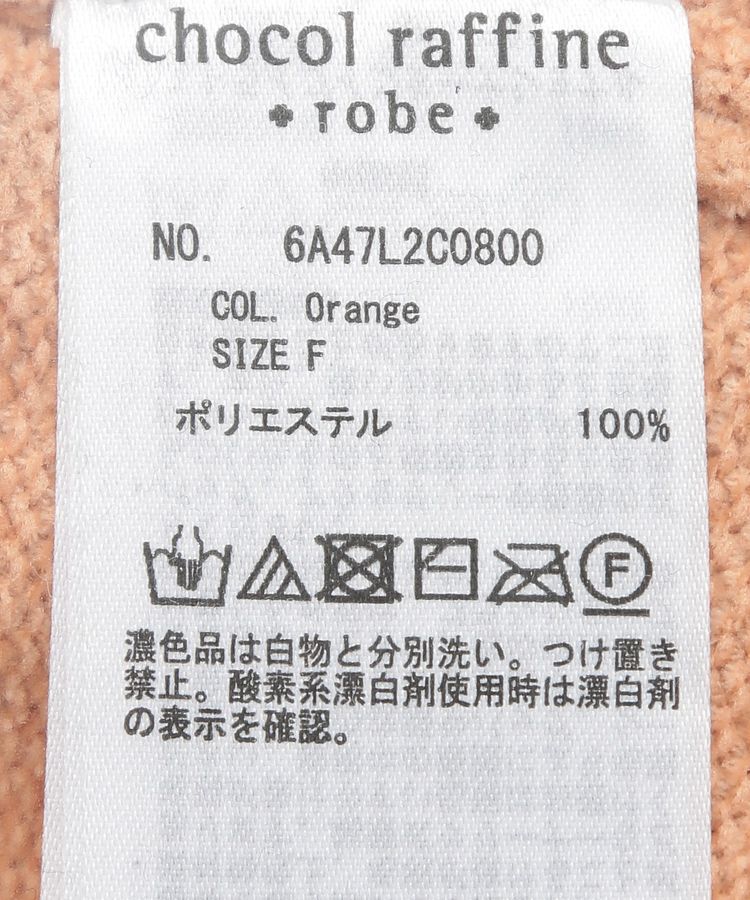 chocol raffine
robe
NO. 6A47L2C0800
COL. Orange
SIZE F
ポリエステル 100%
F
濃色品は白物と分別洗い。つけ置き
禁止。酸素系漂白剤使用時は漂白剤
の表示を確認。